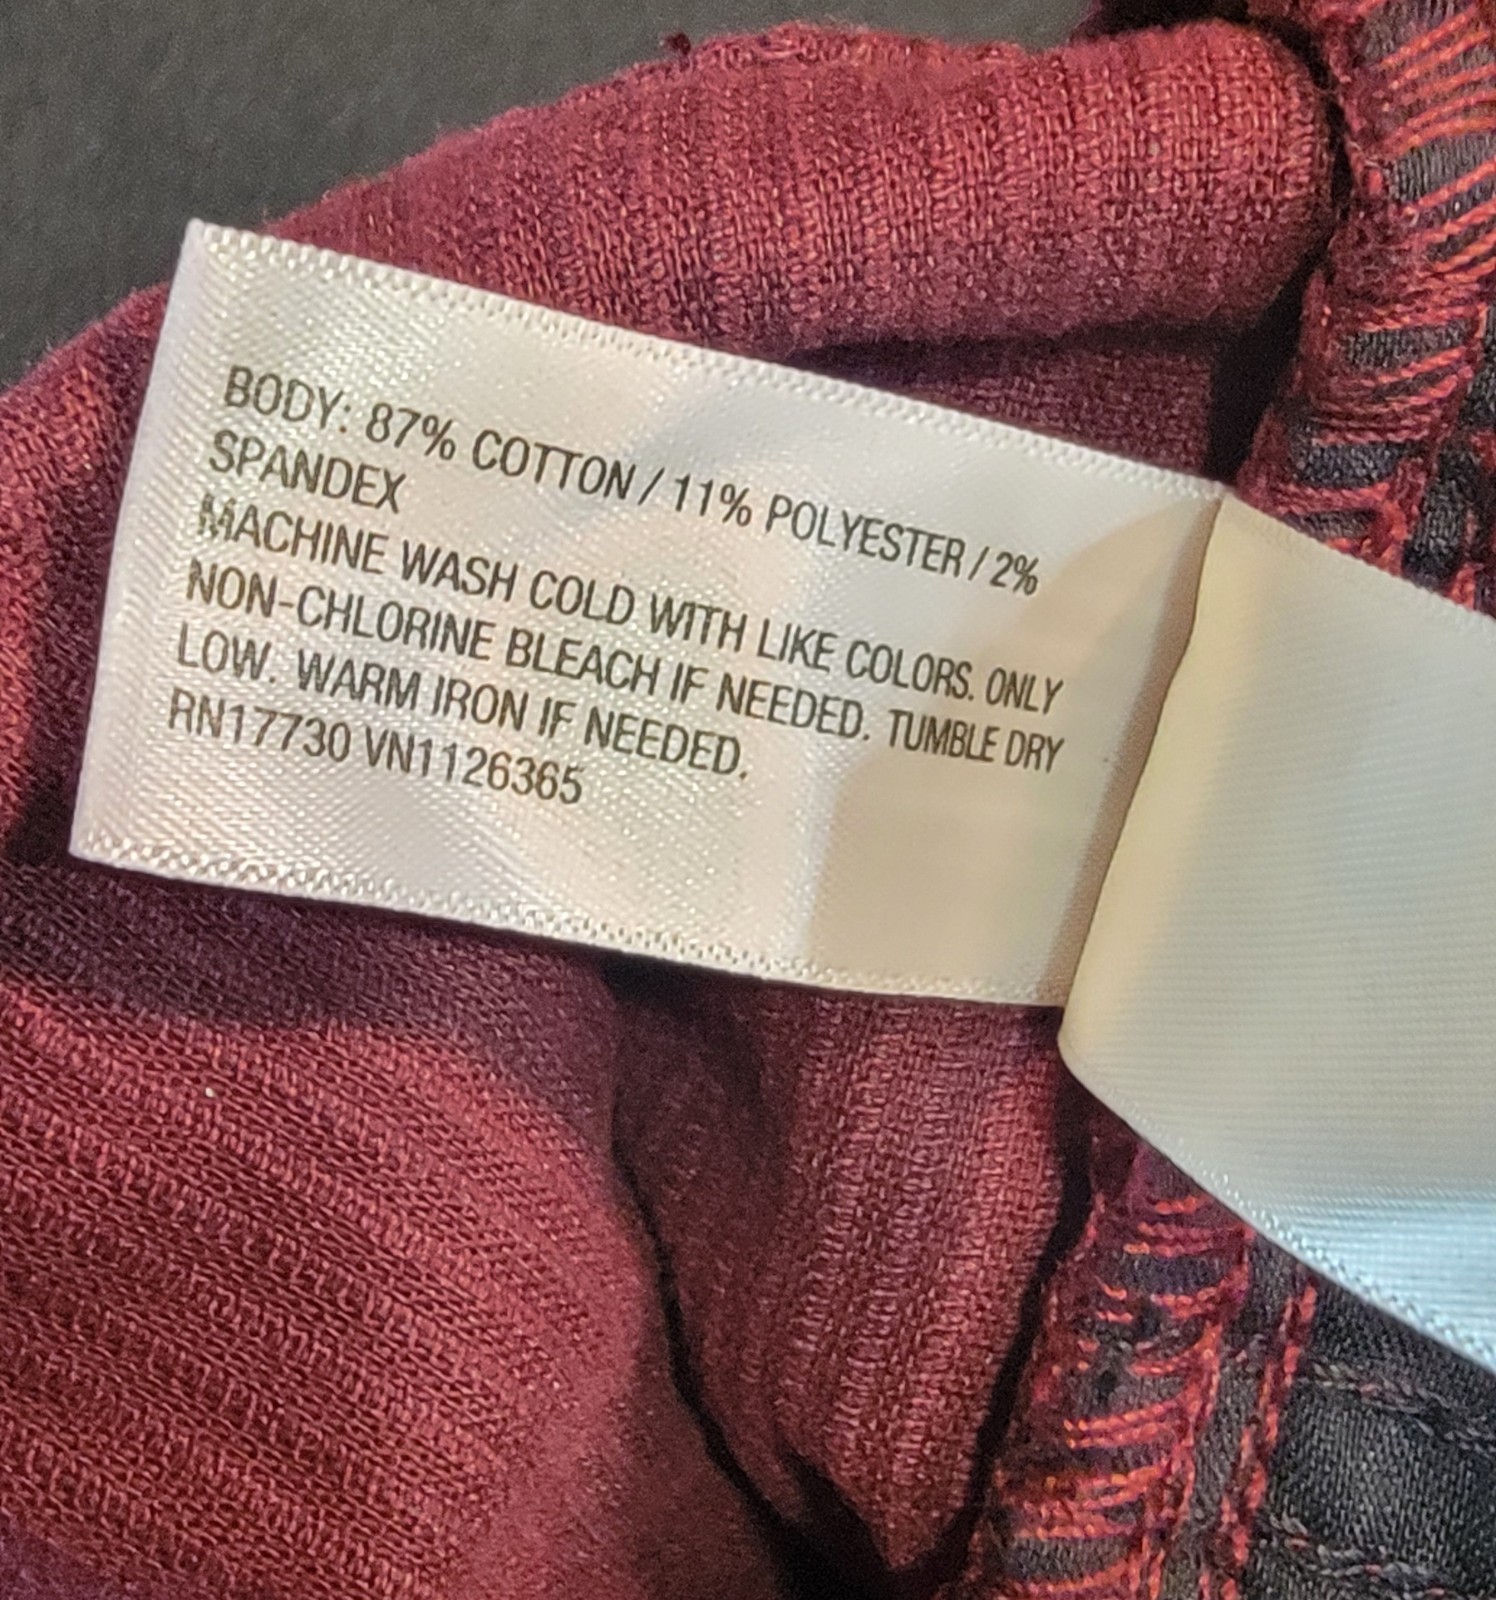 BODY: 87% COTTON / 11% POLYESTER / 2%
SPANDEX
MACHINE WASH COLD WITH LIKE COLORS. ONLY
NON-CHLORINE BLEACH IF NEEDED. TUMBLE DRY
LOW. WARM IRON IF NEEDED.
RN17730 VN1126365